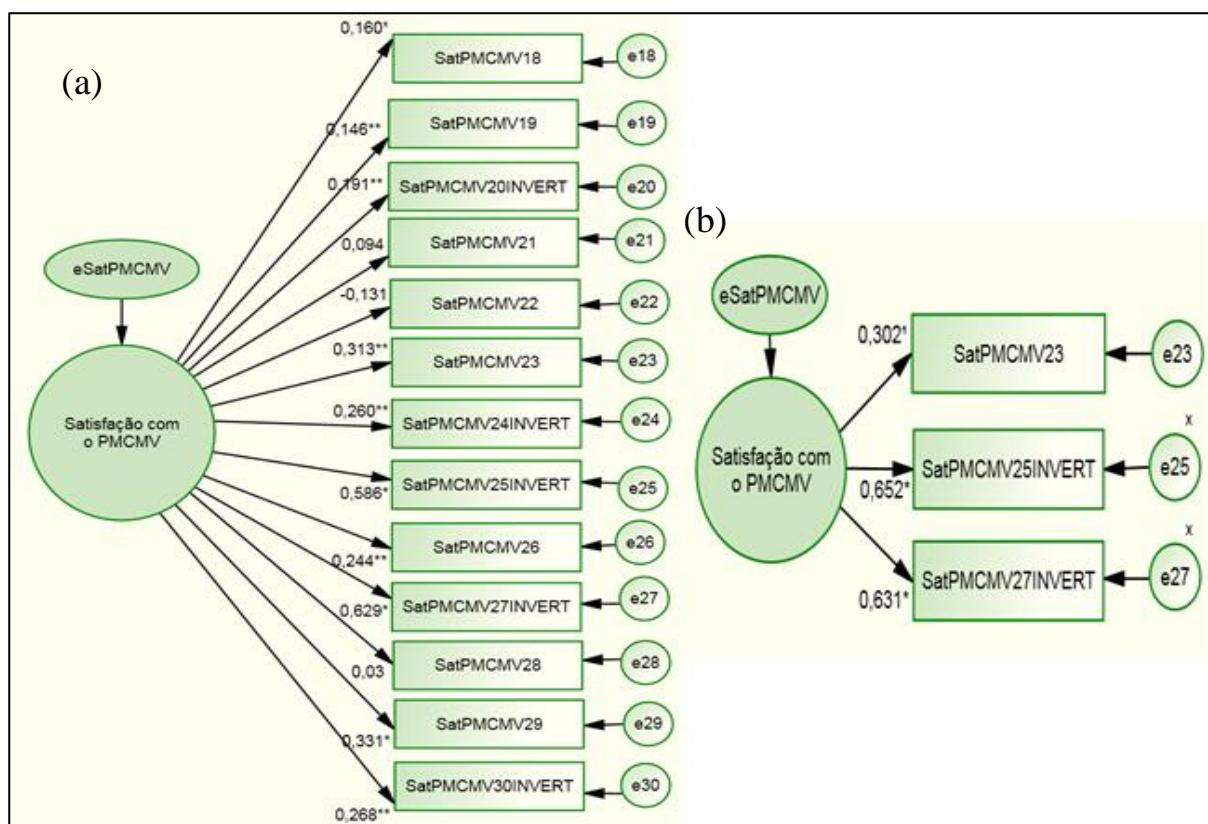 (a)
eSatPMCMV
Satisfação com
o PMCMV
0,160*
SatPMCMV18
e18
0,146**
SatPMCMV19
e19
0,191**
SatPMCMV20INVERT
e20
0,094
SatPMCMV21
e21
-0,131
SatPMCMV22
e22
0,313**
SatPMCMV23
e23
0,260**
SatPMCMV24INVERT
e24
0,586*
SatPMCMV25INVERT
e25
0,244**
SatPMCMV26
e26
0,629*
SatPMCMV27INVERT
e27
0,03
SatPMCMV28
e28
0,331*
SatPMCMV29
e29
0,268**
SatPMCMV30INVERT
e30
(b)
eSatPMCMV
Satisfação com
o PMCMV
0,302*
SatPMCMV23
e23
0,652*
SatPMCMV25INVERT
x
e25
0,631*
SatPMCMV27INVERT
x
e27